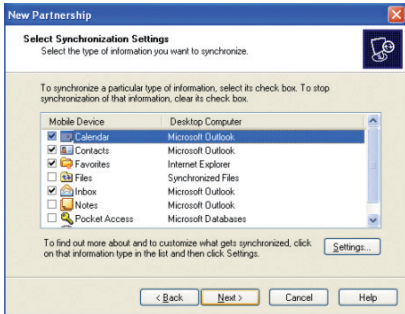 New Partnership
Select Synchronization Settings
Select the type of information you want to synchronize.
To synchronize a particular type of information, select its check box. To stop
synchronization of that information, clear its check box.
Mobile Device Desktop Computer
Calendar Microsoft Outlook
Contacts Microsoft Outlook
Favorites Internet Explorer
Files Synchronized Files
Inbox Microsoft Outlook
Notes Microsoft Outlook
Pocket Access Microsoft Databases
To find out more about and to customize what gets synchronized, click
on that information type in the list and then click Settings.
Settings...
< Back Next > Cancel Help